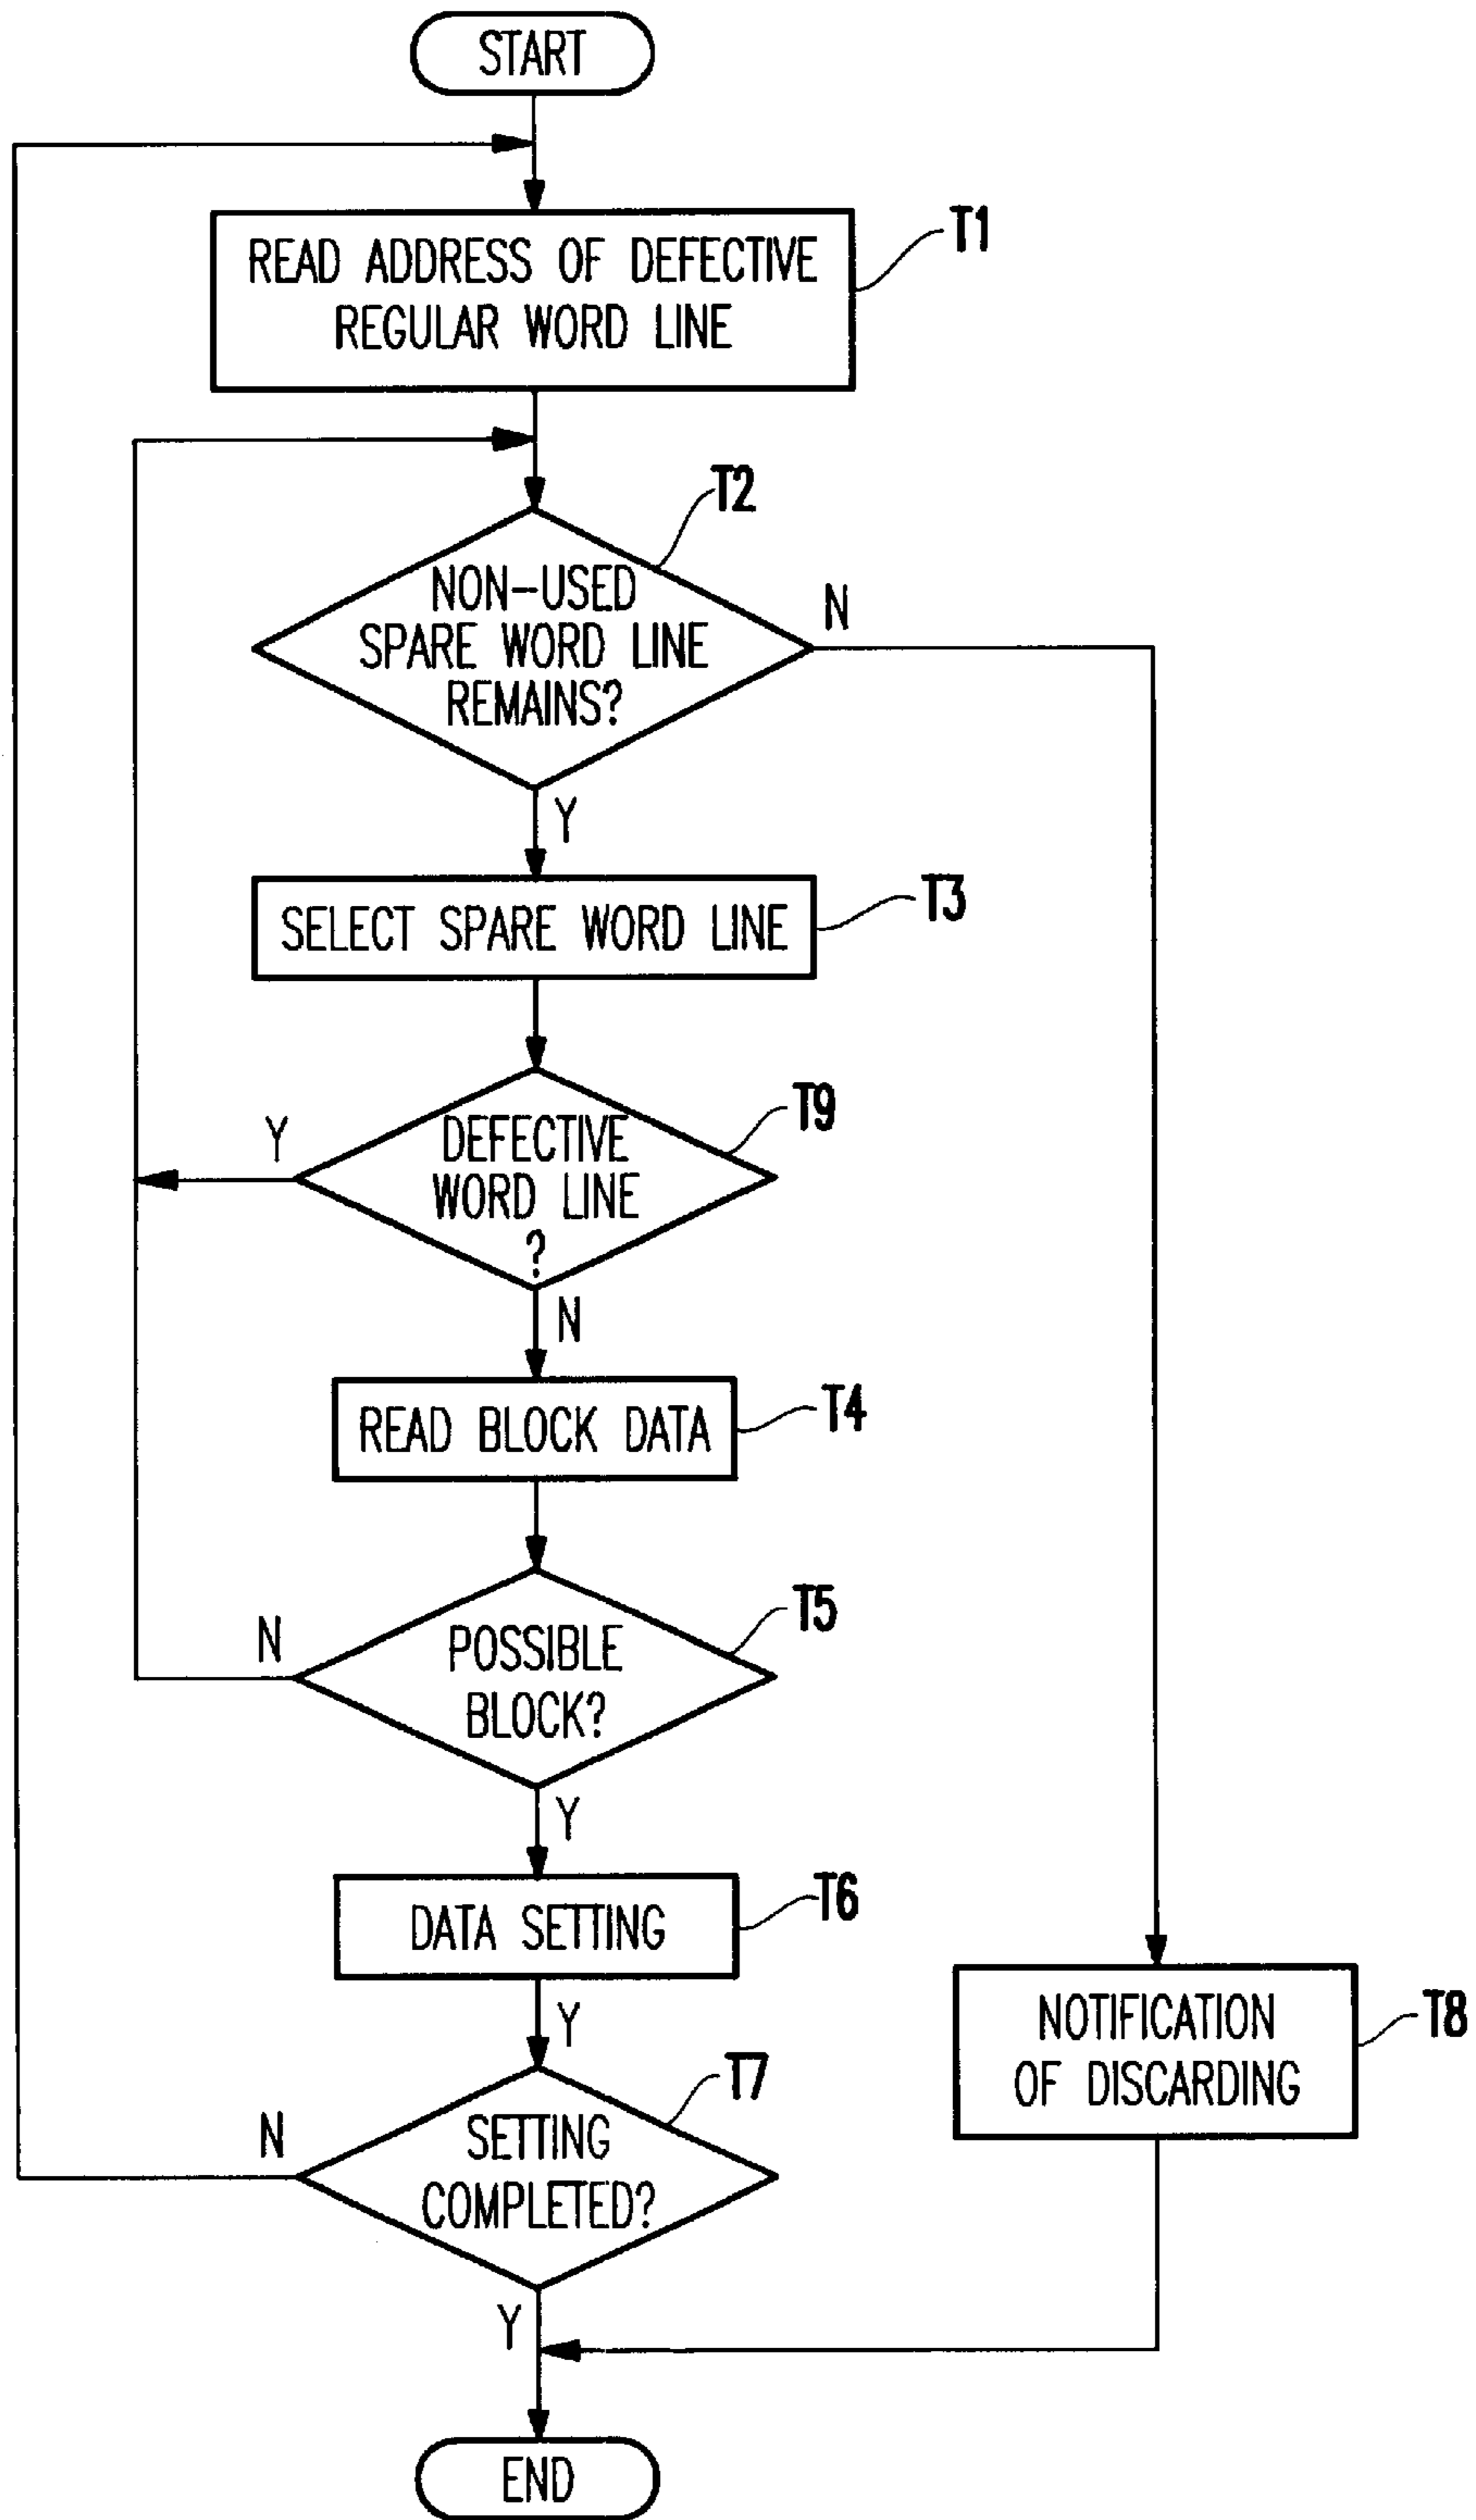 START
T1
READ ADDRESS OF DEFECTIVE
REGULAR WORD LINE
T2
NON-USED
SPARE WORD LINE
REMAINS?
N
Y
T3
SELECT SPARE WORD LINE
T9
Y
DEFECTIVE
WORD LINE
?
N
T4
READ BLOCK DATA
T5
N
POSSIBLE
BLOCK?
Y
T6
DATA SETTING
Y
NOTIFICATION
OF DISCARDING
T8
T7
N
SETTING
COMPLETED?
Y
END